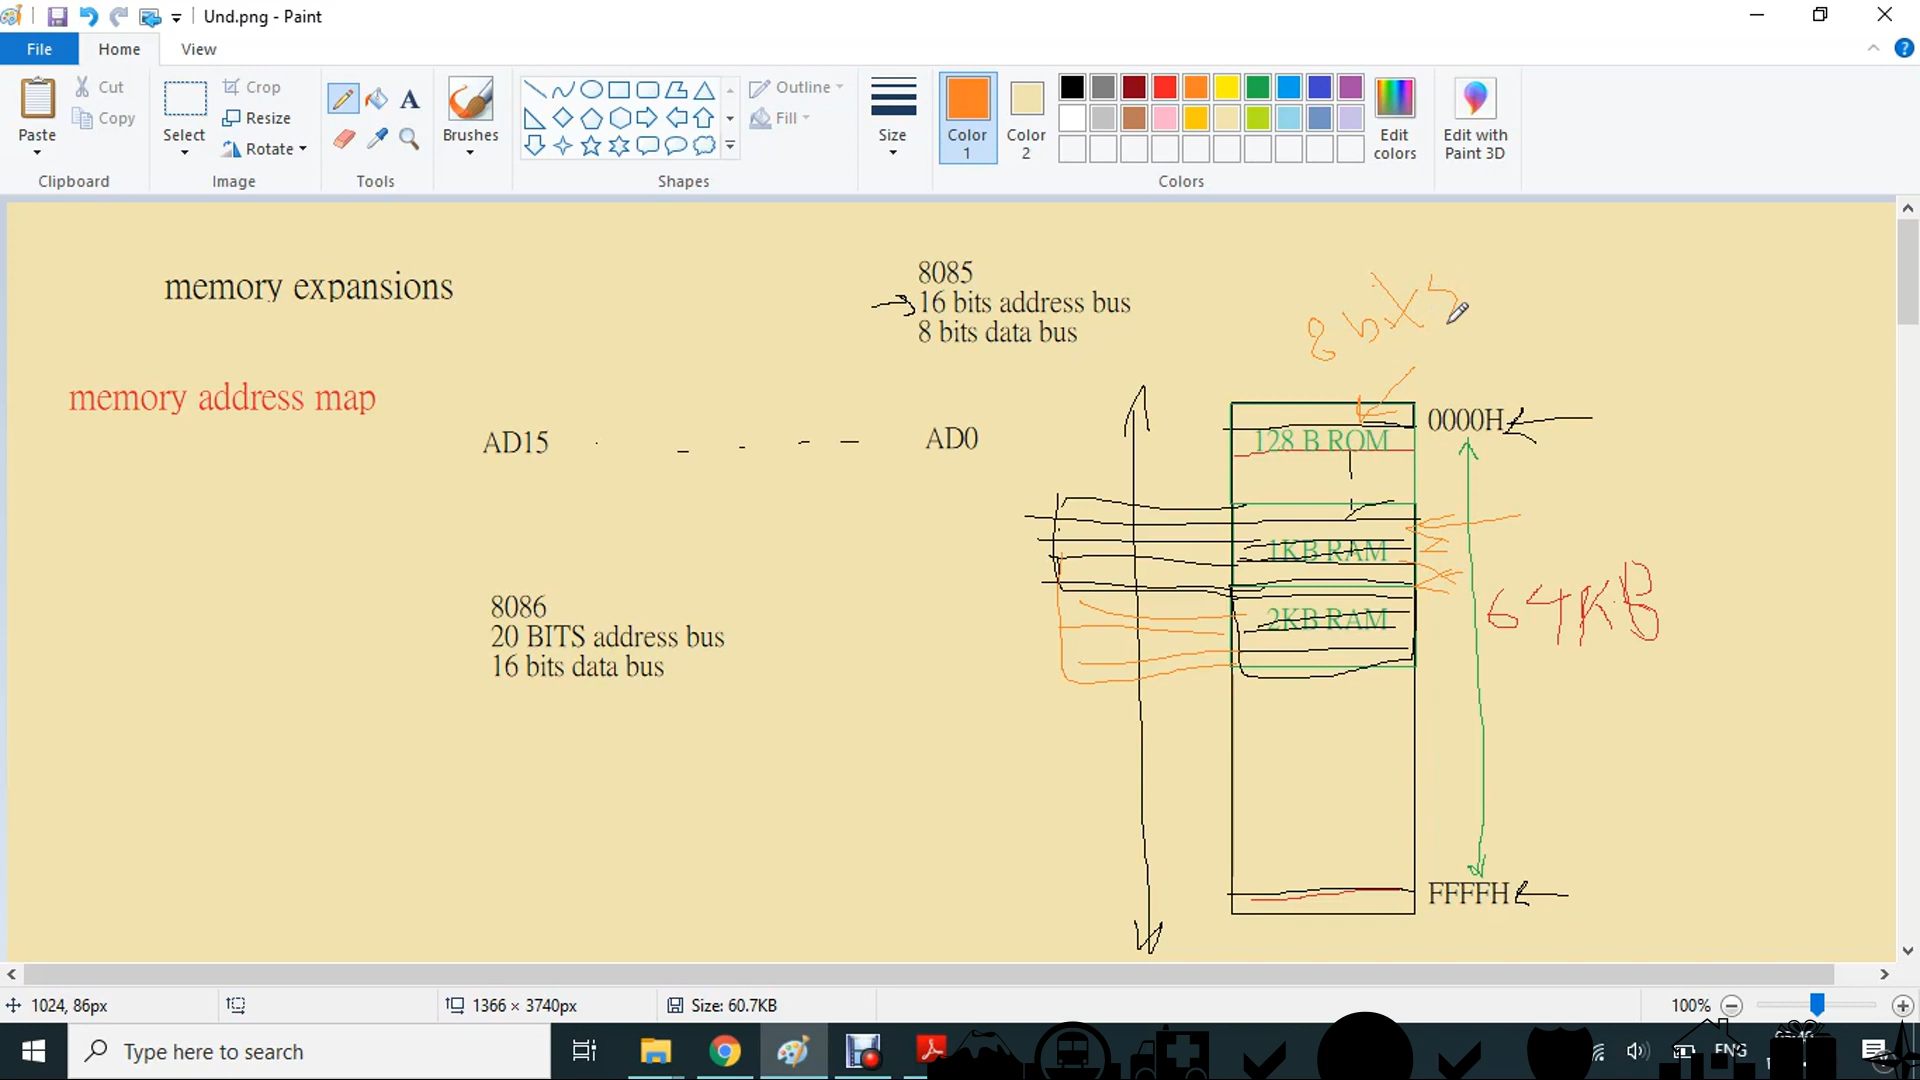 Und.png - Paint
File
Home
View
Paste
Cut
Copy
Clipboard
Select
Crop
Resize
Rotate
Image
Tools
Brushes
Shapes
Outline
Fill
Size
Color
1
Color
2
Edit
colors
Colors
Edit with
Paint 3D
memory expansions
8085
16 bits address bus
8 bits data bus
memory address map
AD15
AD0
0000H
128 B ROM
1KB RAM
2KB RAM
64KB
8086
20 BITS address bus
16 bits data bus
FFFFH
1024, 86px
1366 × 3740px
Size: 60.7KB
100%
Type here to search
ENG